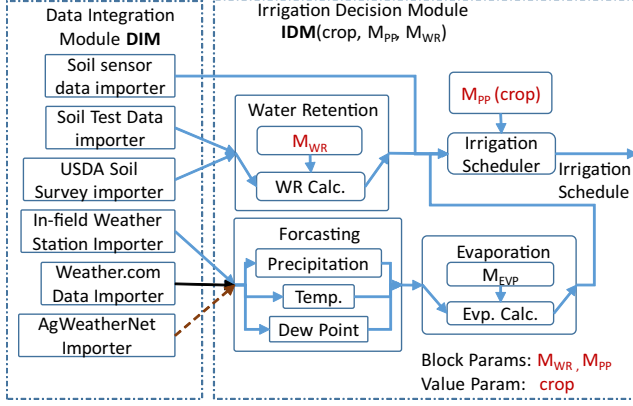 Data Integration
Module DIM
Soil sensor
data importer
Soil Test Data
importer
USDA Soil
Survey importer
In-field Weather
Station Importer
Weather.com
Data Importer
AgWeatherNet
Importer
Irrigation Decision Module
IDM(crop, MPP, MWR)
Water Retention
MWR
WR Calc.
MPP (crop)
Irrigation
Scheduler
Irrigation
Schedule
Forcasting
Precipitation
Temp.
Dew Point
Evaporation
MEVP
Evp. Calc.
Block Params: MWR , MPP
Value Param: crop